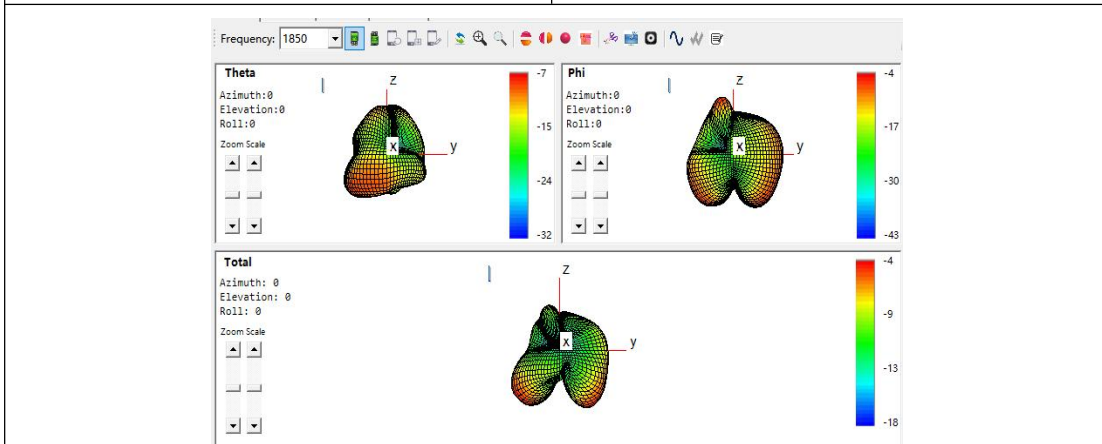 Frequency: 1850
Theta
Azimuth:0
Elevation:0
Roll:0
Zoom Scale
z
x
y
-7
-15
-24
-32
Phi
Azimuth:0
Elevation:0
Roll:0
Zoom Scale
z
x
y
-4
-17
-30
-43
Total
Azimuth: 0
Elevation: 0
Roll: 0
Zoom Scale
z
x
y
-4
-9
-13
-18